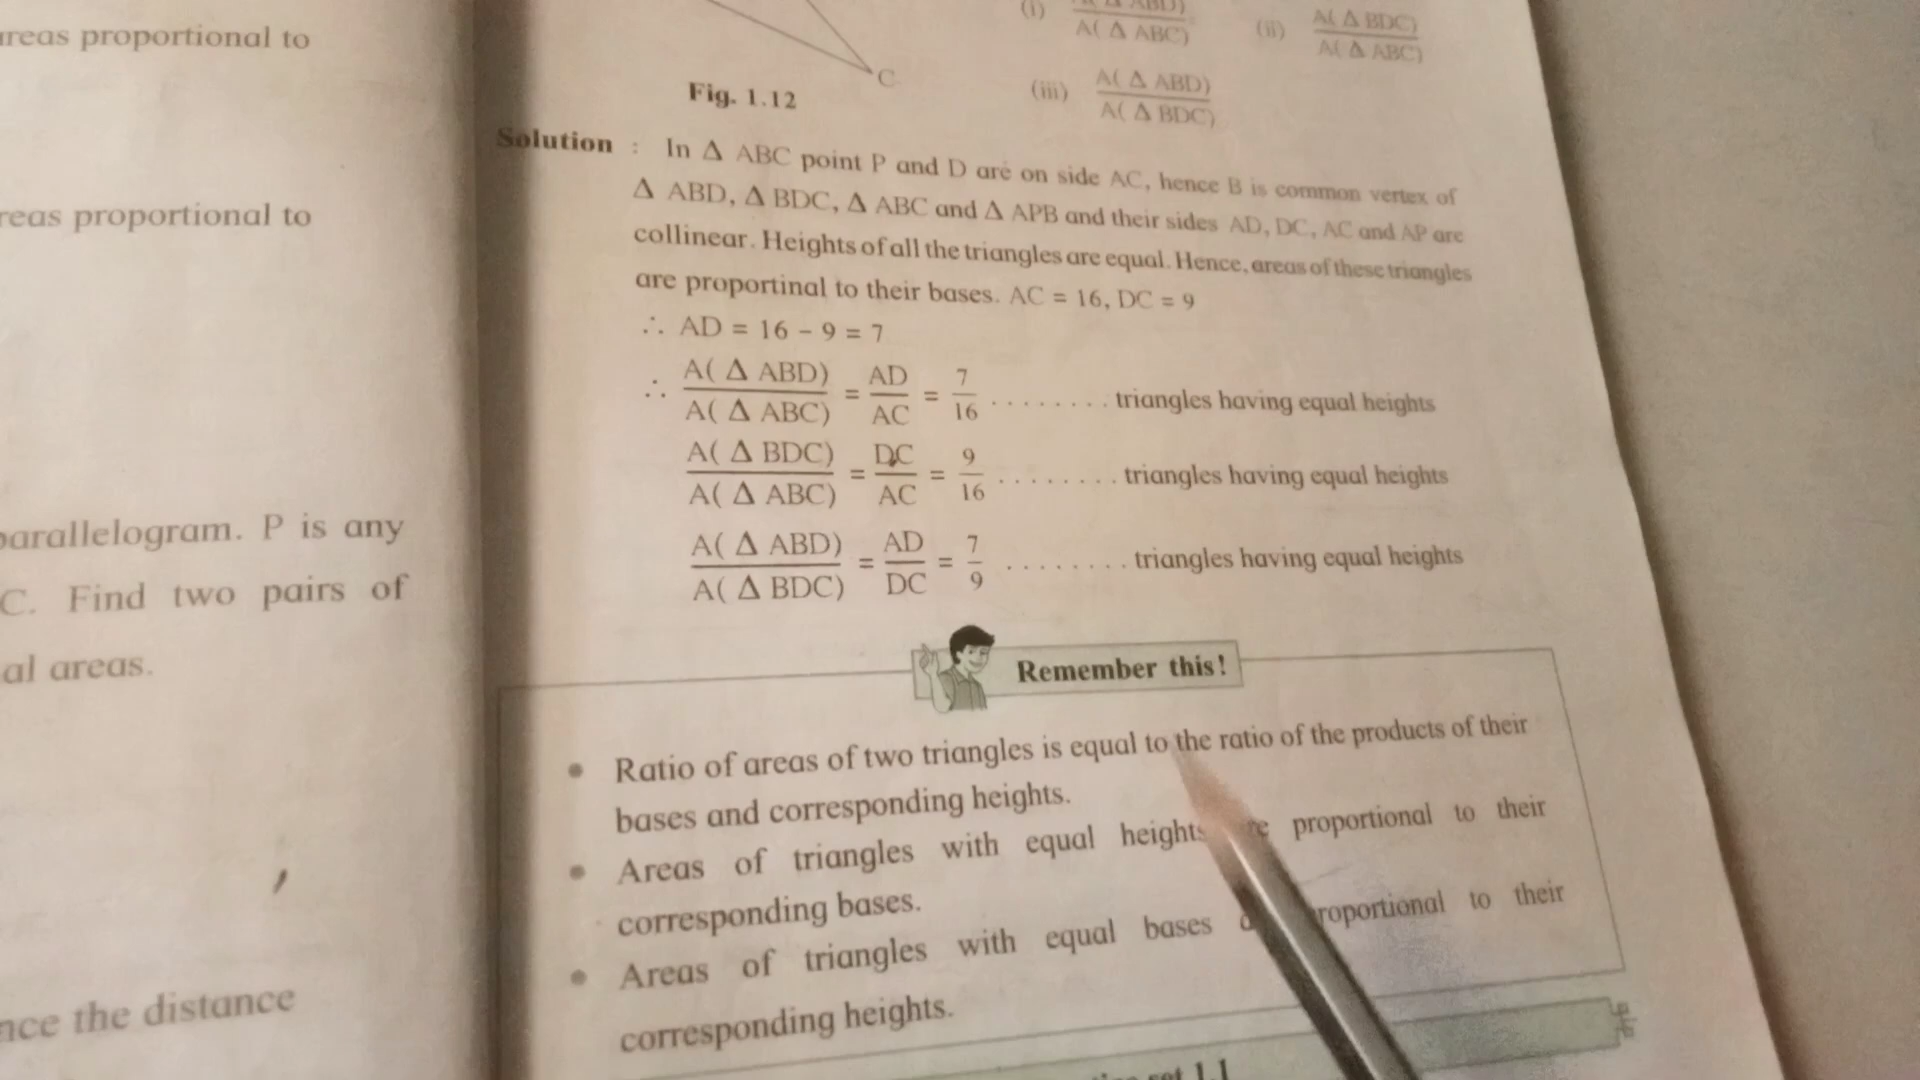 areas proportional to
reas proportional to
parallelogram. P is any
C. Find two pairs of
al areas.
nce the distance
C
Fig. 1.12
(i) A( Δ ABD) / A( Δ ABC) (ii) A( Δ BDC) / A( Δ ABC)
(iii) A( Δ ABD) / A( Δ BDC)
Solution : In Δ ABC point P and D are on side AC, hence B is common vertex of
Δ ABD, Δ BDC, Δ ABC and Δ APB and their sides AD, DC, AC and AP are
collinear. Heights of all the triangles are equal. Hence, areas of these triangles
are proportinal to their bases. AC = 16, DC = 9
∴ AD = 16 - 9 = 7
∴ A( Δ ABD) / A( Δ ABC) = AD / AC = 7 / 16 ........ triangles having equal heights
A( Δ BDC) / A( Δ ABC) = DC / AC = 9 / 16 ........ triangles having equal heights
A( Δ ABD) / A( Δ BDC) = AD / DC = 7 / 9 ........ triangles having equal heights
Remember this!
• Ratio of areas of two triangles is equal to the ratio of the products of their
bases and corresponding heights.
• Areas of triangles with equal heights proportional to their
corresponding bases.
• Areas of triangles with equal bases proportional to their
corresponding heights.
set 1.1